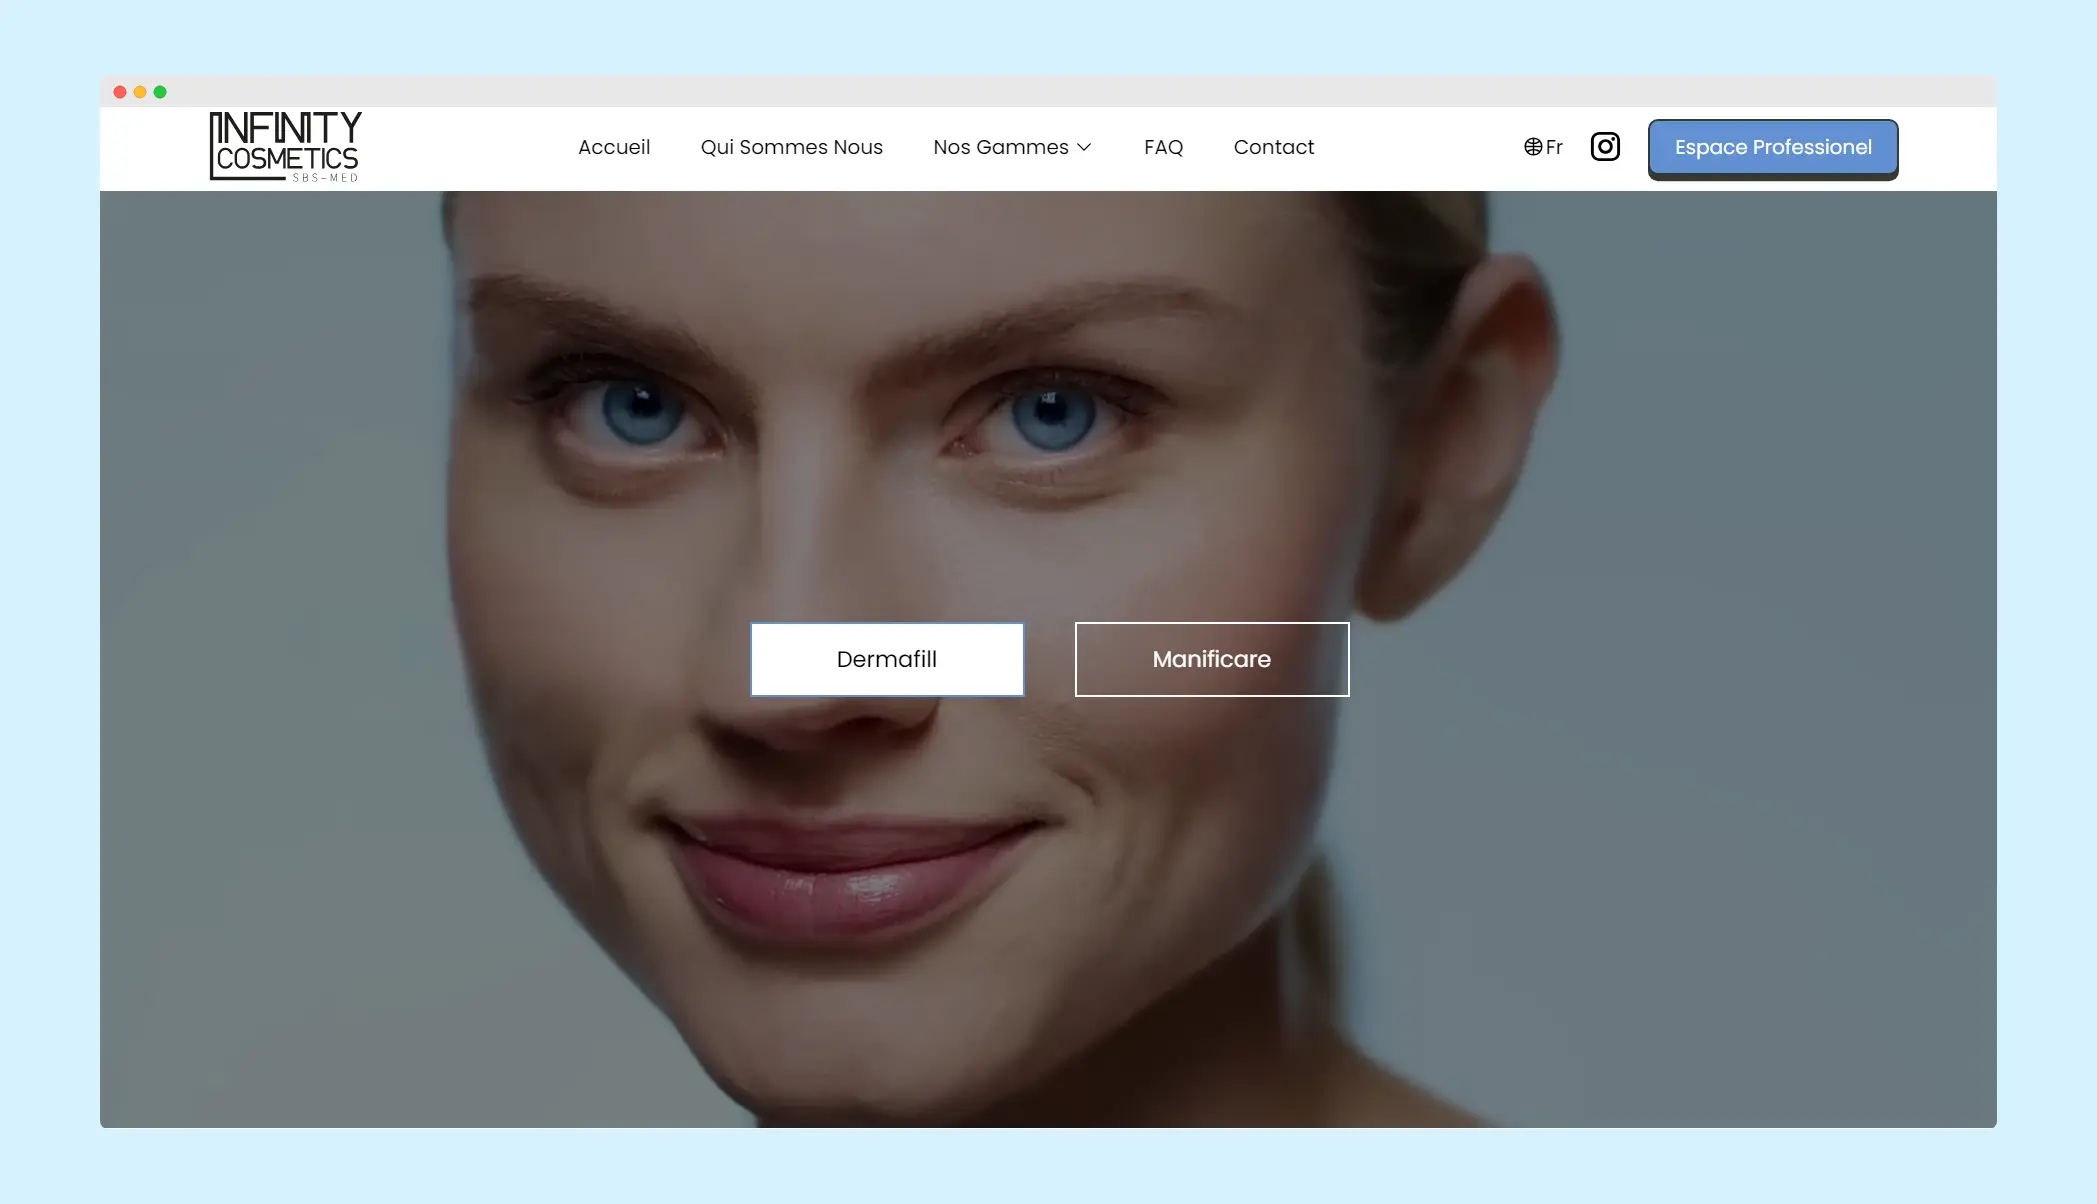 INFINITY
COSMETICS
SBS-MED
Accueil
Qui Sommes Nous
Nos Gammes
FAQ
Contact
Fr
Espace Professionel
Dermafill
Manificare